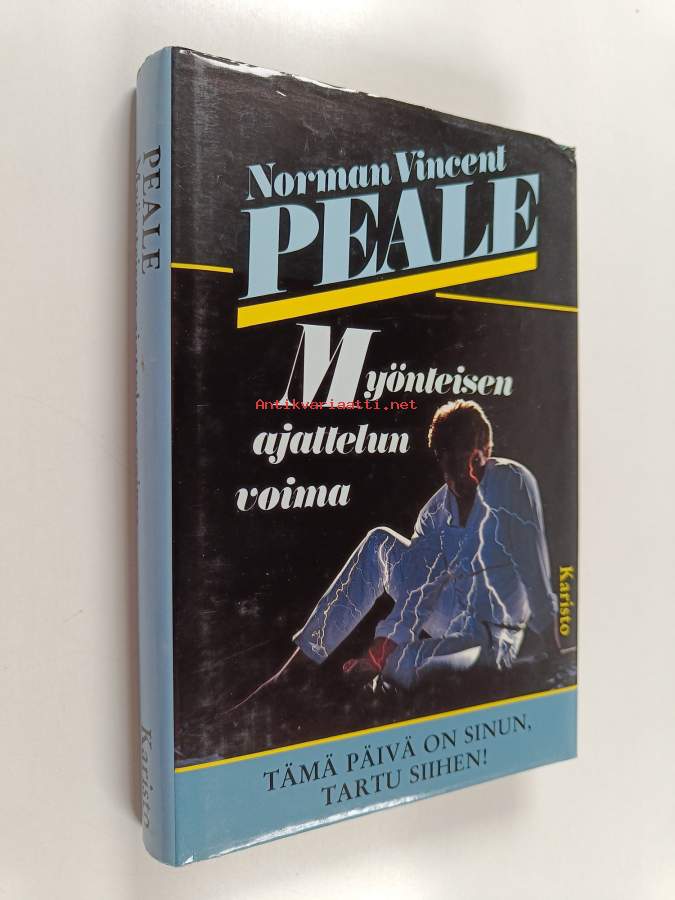 Norman Vincent
PEALE
Myönteisen
Antikvariaatti.net
ajattelun
voima
Karisto
TÄMÄ PÄIVÄ ON SINUN,
TARTU SIIHEN!
PEALE
Karisto